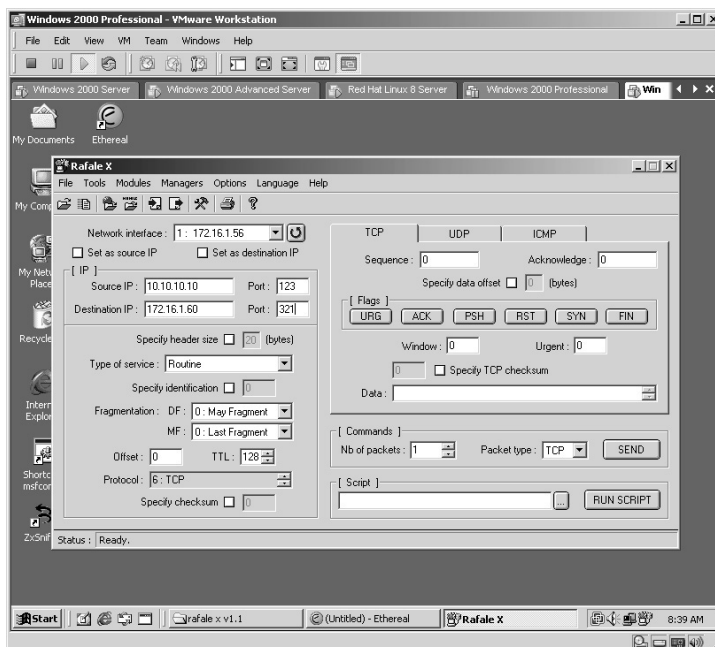 Windows 2000 Professional - VMware Workstation
File Edit View VM Team Windows Help
Windows 2000 Server Windows 2000 Advanced Server Red Hat Linux 8 Server Windows 2000 Professional Win
My Documents Ethereal
Rafale X
File Tools Modules Managers Options Language Help
My Comp
My Netw
Place
Recycle
Intern
Explor
Shortc
msfcon
ZxSnif
Network interface : 1 : 172.16.1.56
Set as source IP Set as destination IP
[ IP ]
Source IP : 10.10.10.10 Port : 123
Destination IP : 172.16.1.60 Port : 321
Specify header size 20 (bytes)
Type of service : Routine
Specify identification 0
Fragmentation : DF : 0 : May Fragment
MF : 0 : Last Fragment
Offset : 0 TTL : 128
Protocol : 6 : TCP
Specify checksum 0
TCP UDP ICMP
Sequence : 0 Acknowledge : 0
Specify data offset 0 (bytes)
[ Flags ]
URG ACK PSH RST SYN FIN
Window : 0 Urgent : 0
0 Specify TCP checksum
Data :
[ Commands ]
Nb of packets : 1 Packet type : TCP SEND
[ Script ]
... RUN SCRIPT
Status : Ready.
Start rafale x v1.1 (Untitled) - Ethereal Rafale X 8:39 AM